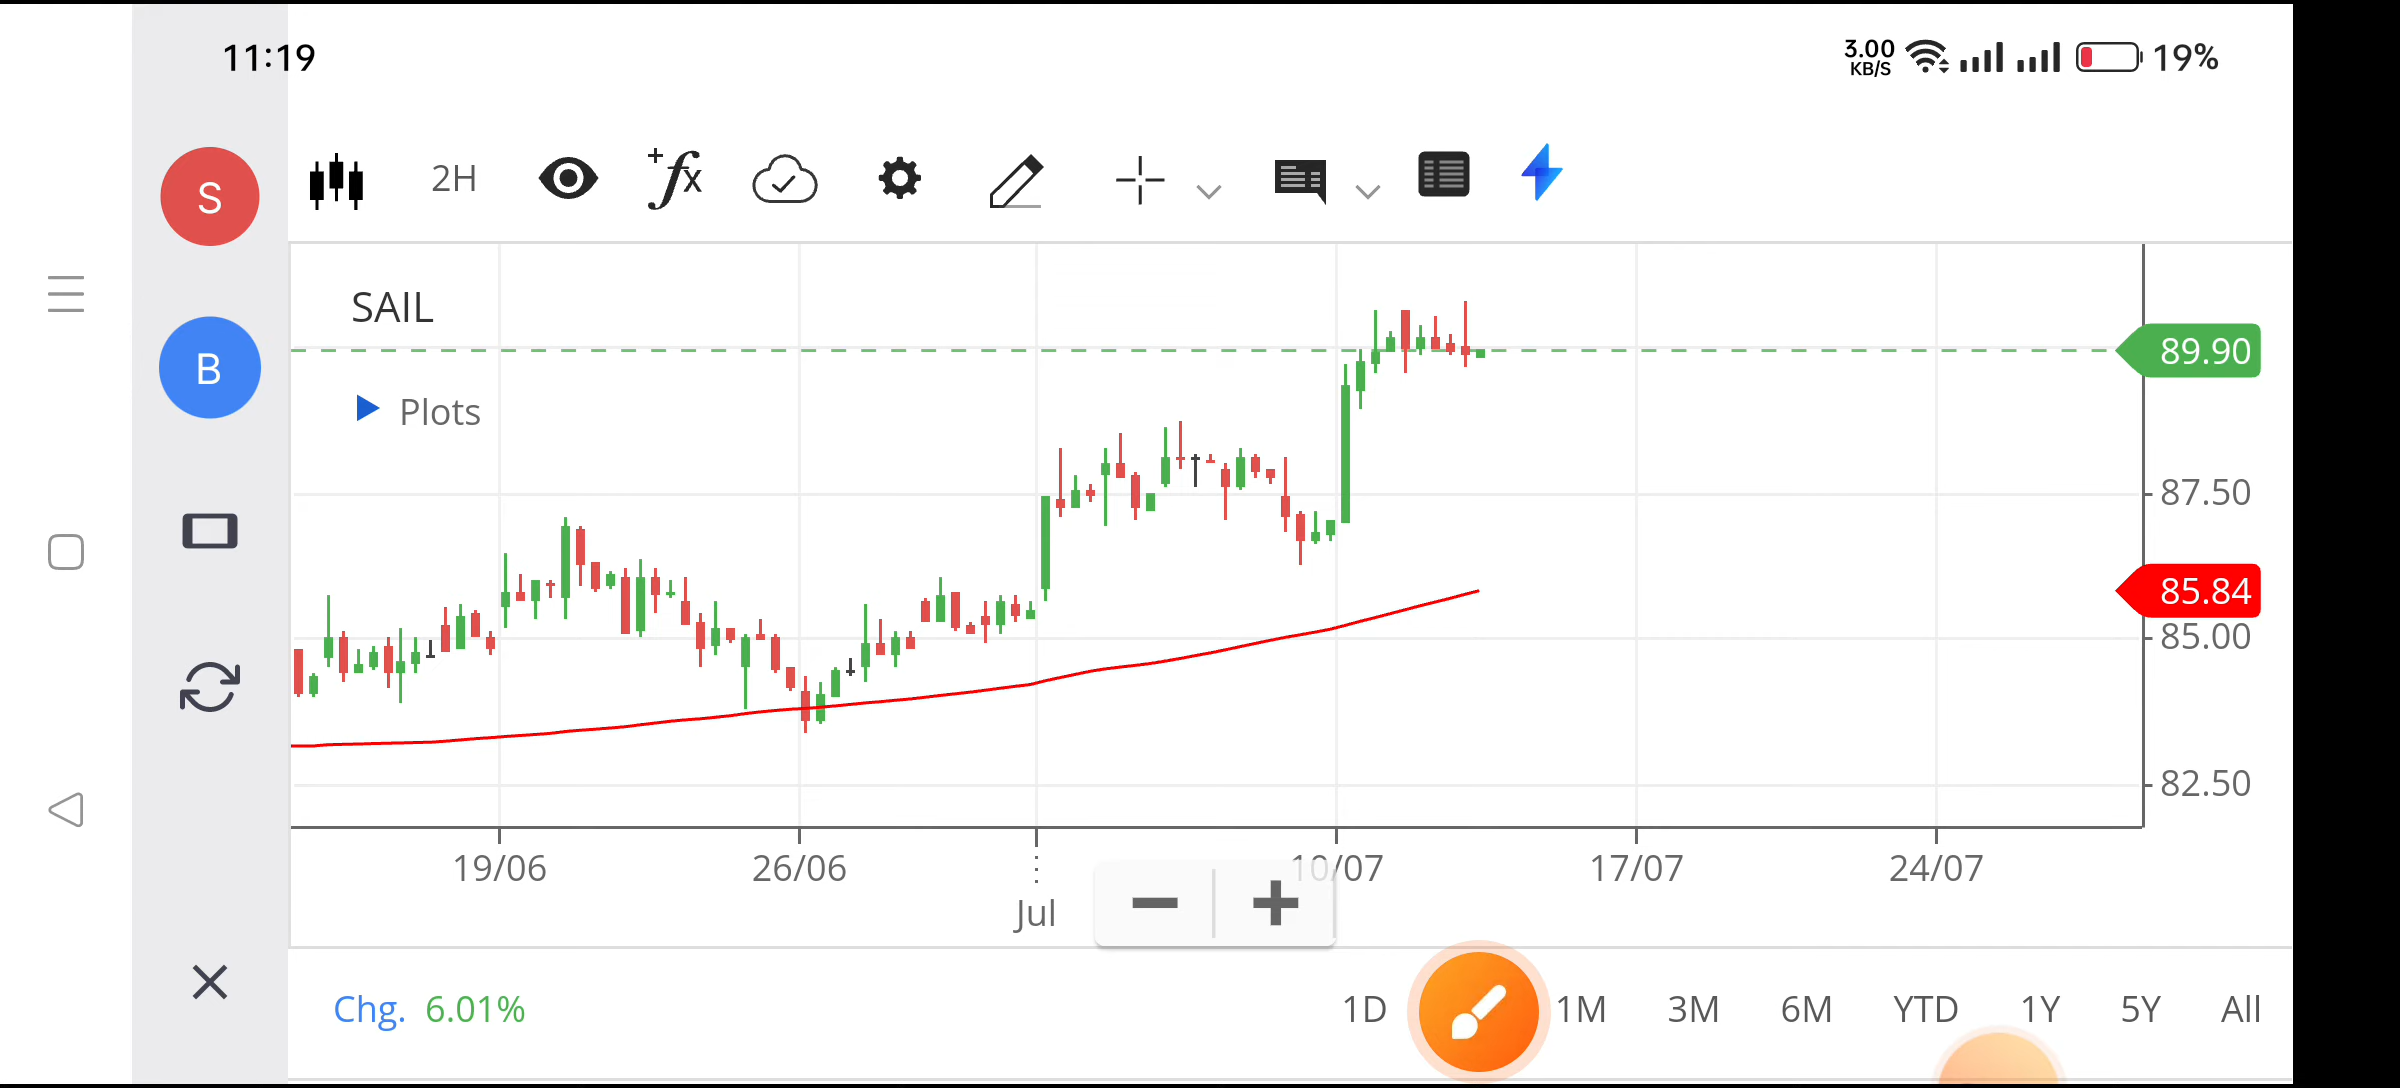 11:19
3.00
KB/S
19%
S
B
2H
+fx
SAIL
Plots
89.90
87.50
85.84
85.00
82.50
19/06
26/06
Jul
10/07
17/07
24/07
Chg. 6.01%
1D
1M
3M
6M
YTD
1Y
5Y
All